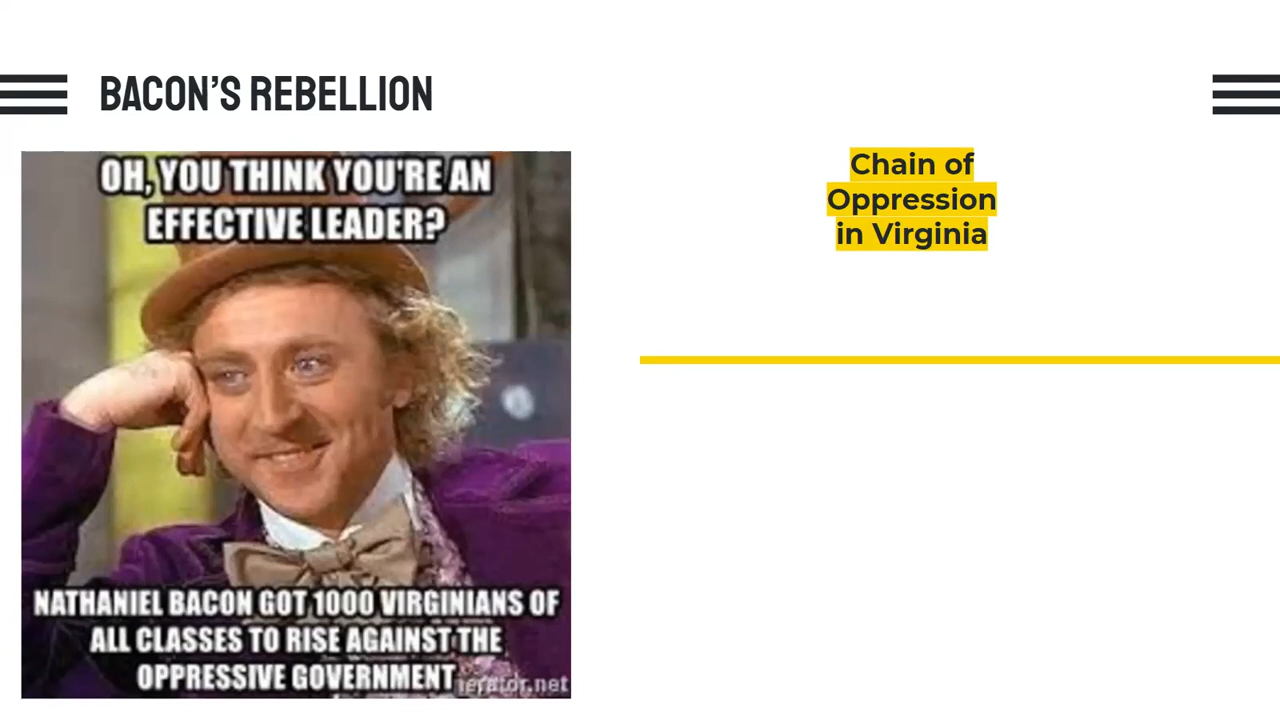 BACON'S REBELLION
OH, YOU THINK YOU'RE AN
EFFECTIVE LEADER?
NATHANIEL BACON GOT 1000 VIRGINIANS OF
ALL CLASSES TO RISE AGAINST THE
OPPRESSIVE GOVERNMENT
Chain of
Oppression
in Virginia